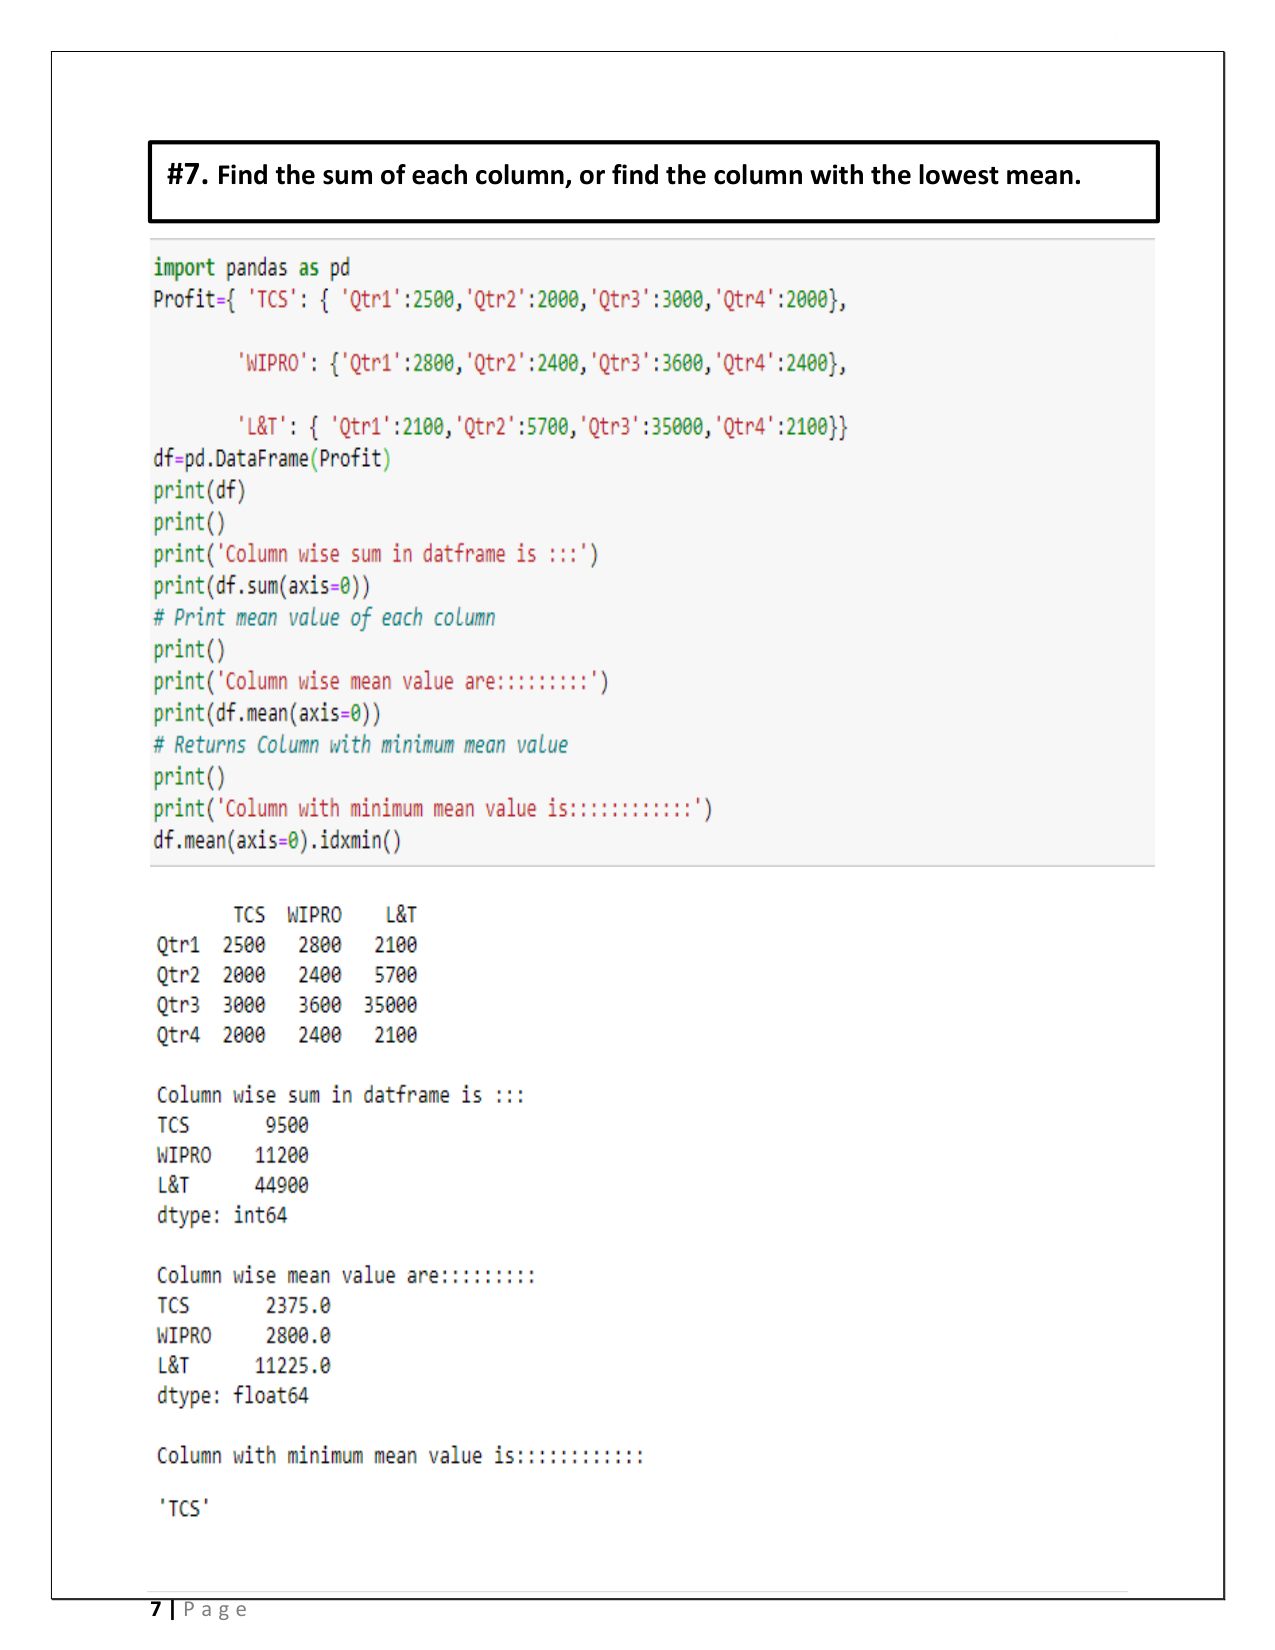 #7. Find the sum of each column, or find the column with the lowest mean.
import pandas as pd
Profit={ 'TCS': { 'Qtr1':2500,'Qtr2':2000,'Qtr3':3000,'Qtr4':2000},
'WIPRO': {'Qtr1':2800,'Qtr2':2400,'Qtr3':3600,'Qtr4':2400},
'L&T': { 'Qtr1':2100,'Qtr2':5700,'Qtr3':35000,'Qtr4':2100}}
df=pd.DataFrame(Profit)
print(df)
print()
print('Column wise sum in datframe is :::')
print(df.sum(axis=0))
# Print mean value of each column
print()
print('Column wise mean value are:::::::::')
print(df.mean(axis=0))
# Returns Column with minimum mean value
print()
print('Column with minimum mean value is::::::::::::')
df.mean(axis=0).idxmin()
TCS WIPRO L&T
Qtr1 2500 2800 2100
Qtr2 2000 2400 5700
Qtr3 3000 3600 35000
Qtr4 2000 2400 2100
Column wise sum in datframe is :::
TCS 9500
WIPRO 11200
L&T 44900
dtype: int64
Column wise mean value are:::::::::
TCS 2375.0
WIPRO 2800.0
L&T 11225.0
dtype: float64
Column with minimum mean value is::::::::::::
'TCS'
7 | Page